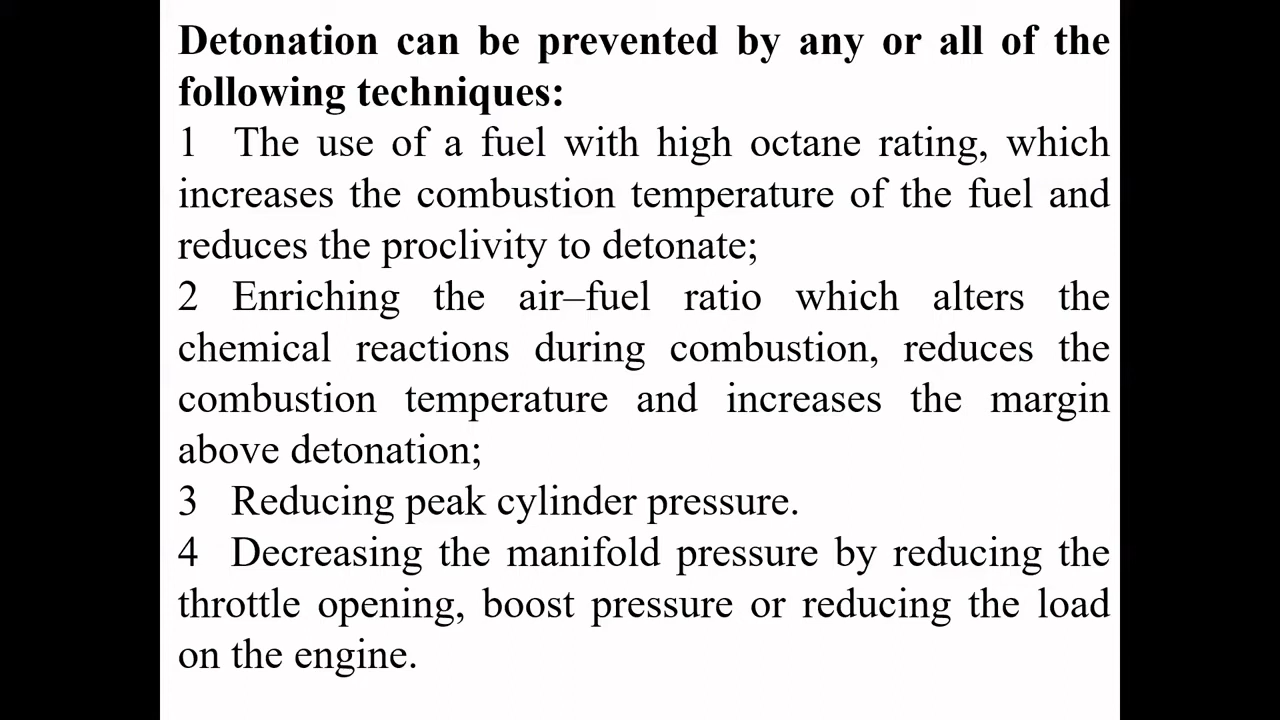 Detonation can be prevented by any or all of the
following techniques:
1 The use of a fuel with high octane rating, which
increases the combustion temperature of the fuel and
reduces the proclivity to detonate;
2 Enriching the air–fuel ratio which alters the
chemical reactions during combustion, reduces the
combustion temperature and increases the margin
above detonation;
3 Reducing peak cylinder pressure.
4 Decreasing the manifold pressure by reducing the
throttle opening, boost pressure or reducing the load
on the engine.